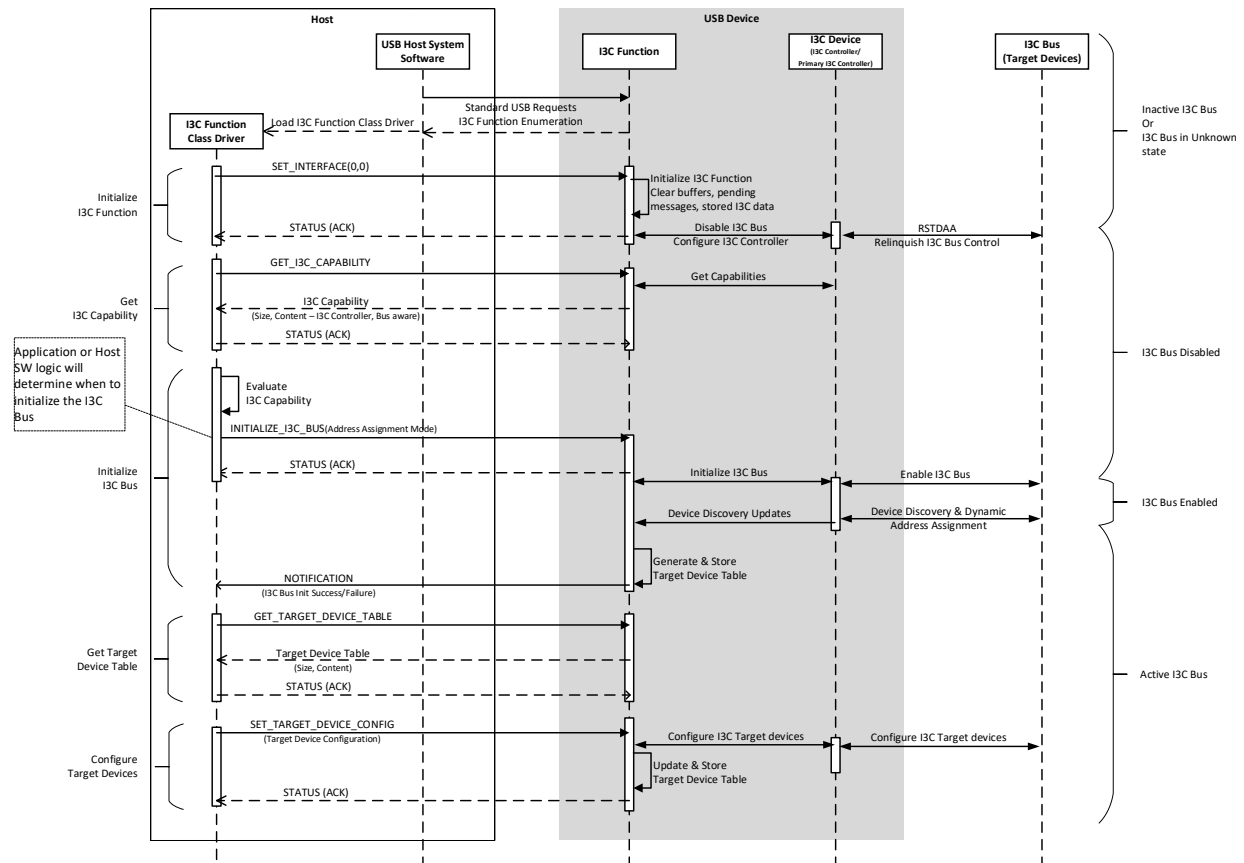 Host
USB Device
USB Host System
Software
I3C Function
I3C Device
(I3C Controller/
Primary I3C Controller)
I3C Bus
(Target Devices)
Standard USB Requests
I3C Function Enumeration
Load I3C Function Class Driver
I3C Function
Class Driver
Inactive I3C Bus
Or
I3C Bus in Unknown
state
SET_INTERFACE(0,0)
Initialize I3C Function
Clear buffers, pending
messages, stored I3C data
Initialize
I3C Function
STATUS (ACK)
Disable I3C Bus
Configure I3C Controller
RSTDAA
Relinquish I3C Bus Control
GET_I3C_CAPABILITY
Get Capabilities
Get
I3C Capability
I3C Capability
(Size, Content – I3C Controller, Bus aware)
STATUS (ACK)
Application or Host
SW logic will
determine when to
initialize the I3C
Bus
I3C Bus Disabled
Evaluate
I3C Capability
INITIALIZE_I3C_BUS(Address Assignment Mode)
STATUS (ACK)
Initialize
I3C Bus
Initialize I3C Bus
Enable I3C Bus
I3C Bus Enabled
Device Discovery Updates
Device Discovery & Dynamic
Address Assignment
Generate & Store
Target Device Table
NOTIFICATION
(I3C Bus Init Success/Failure)
GET_TARGET_DEVICE_TABLE
Get Target
Device Table
Target Device Table
(Size, Content)
STATUS (ACK)
Active I3C Bus
SET_TARGET_DEVICE_CONFIG
(Target Device Configuration)
Configure I3C Target devices
Configure I3C Target devices
Configure
Target Devices
Update & Store
Target Device Table
STATUS (ACK)